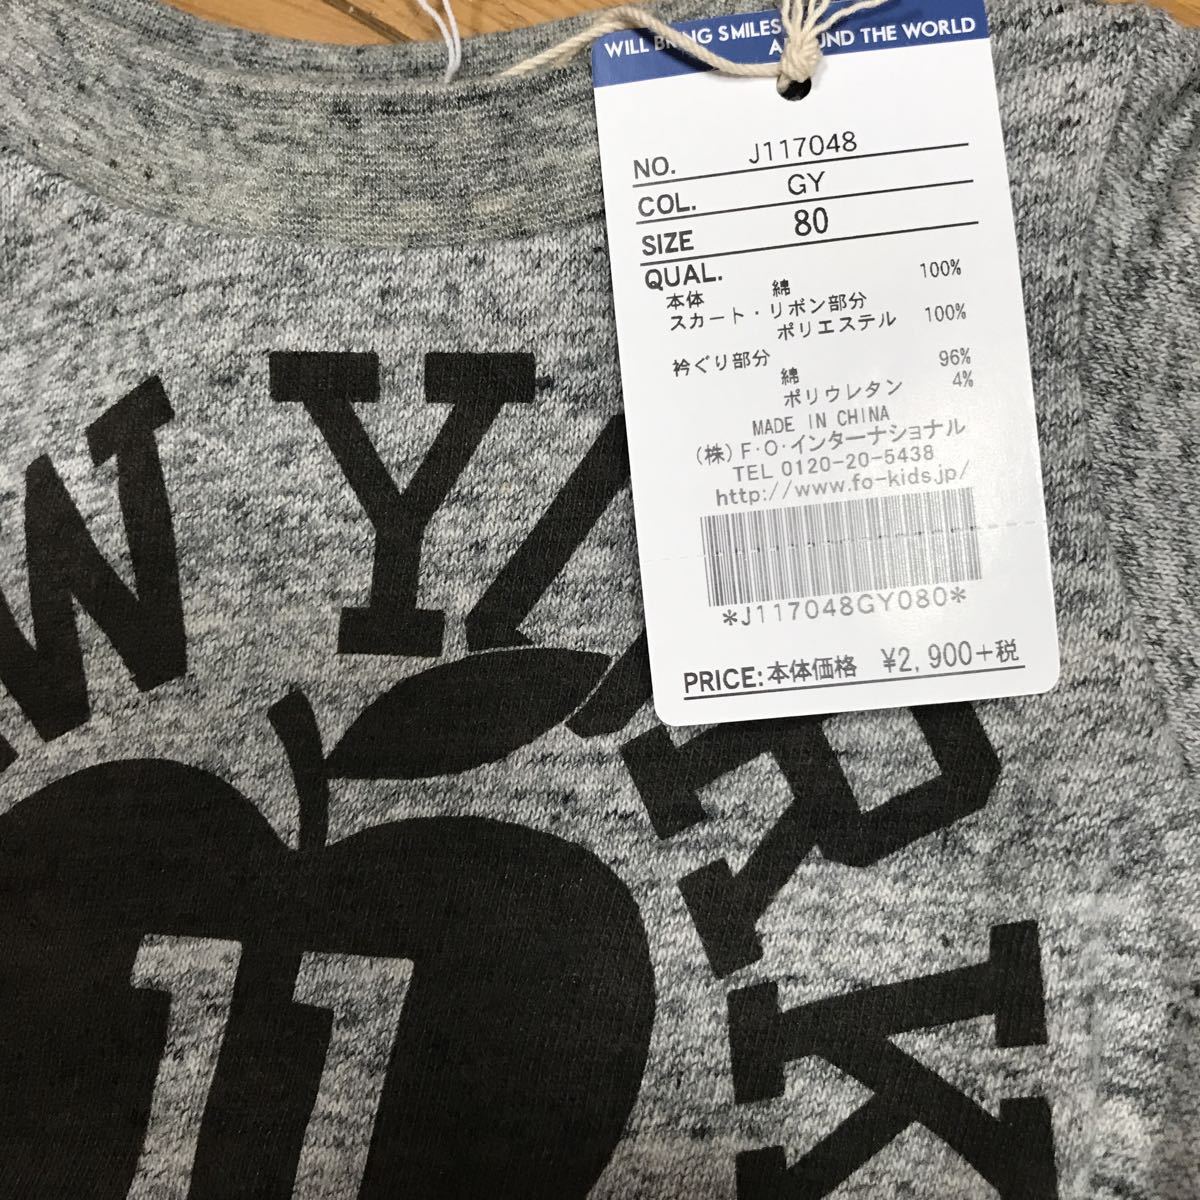 WILL BRING SMILES
AROUND THE WORLD
NO. J117048
COL. GY
SIZE 80
QUAL.
本体 綿 100%
スカート・リボン部分
ポリエステル 100%
衿ぐり部分
綿 96%
ポリウレタン 4%
MADE IN CHINA
(株)F・O・インターナショナル
TEL 0120-20-5438
http://www.fo-kids.jp/
*J117048GY080*
PRICE:本体価格 ¥2,900+税
W YORK
11